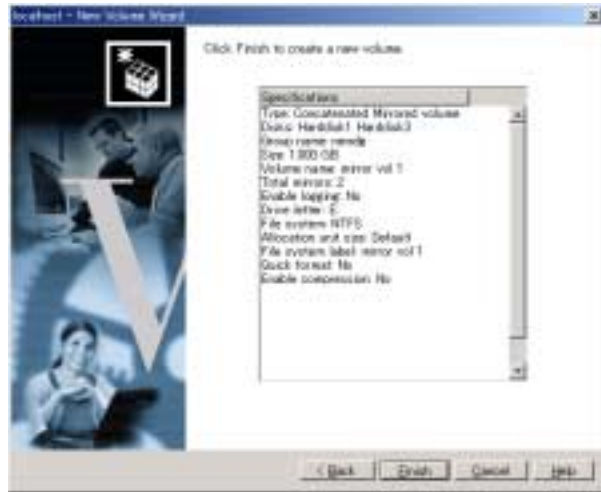 localhost - New Volume Wizard
Click Finish to create a new volume.
Specifications
Type: Concatenated Mirrored volume
Disks: Harddisk1 Harddisk3
Group name:
Size: 1.000 GB
Volume name: mirror vol 1
Total mirrors: 2
Enable logging: No
Drive letter: E
File system: NTFS
Allocation unit size: Default
File system label: mirror vol 1
Quick format: No
Enable compression: No
< Back
Finish
Cancel
Help